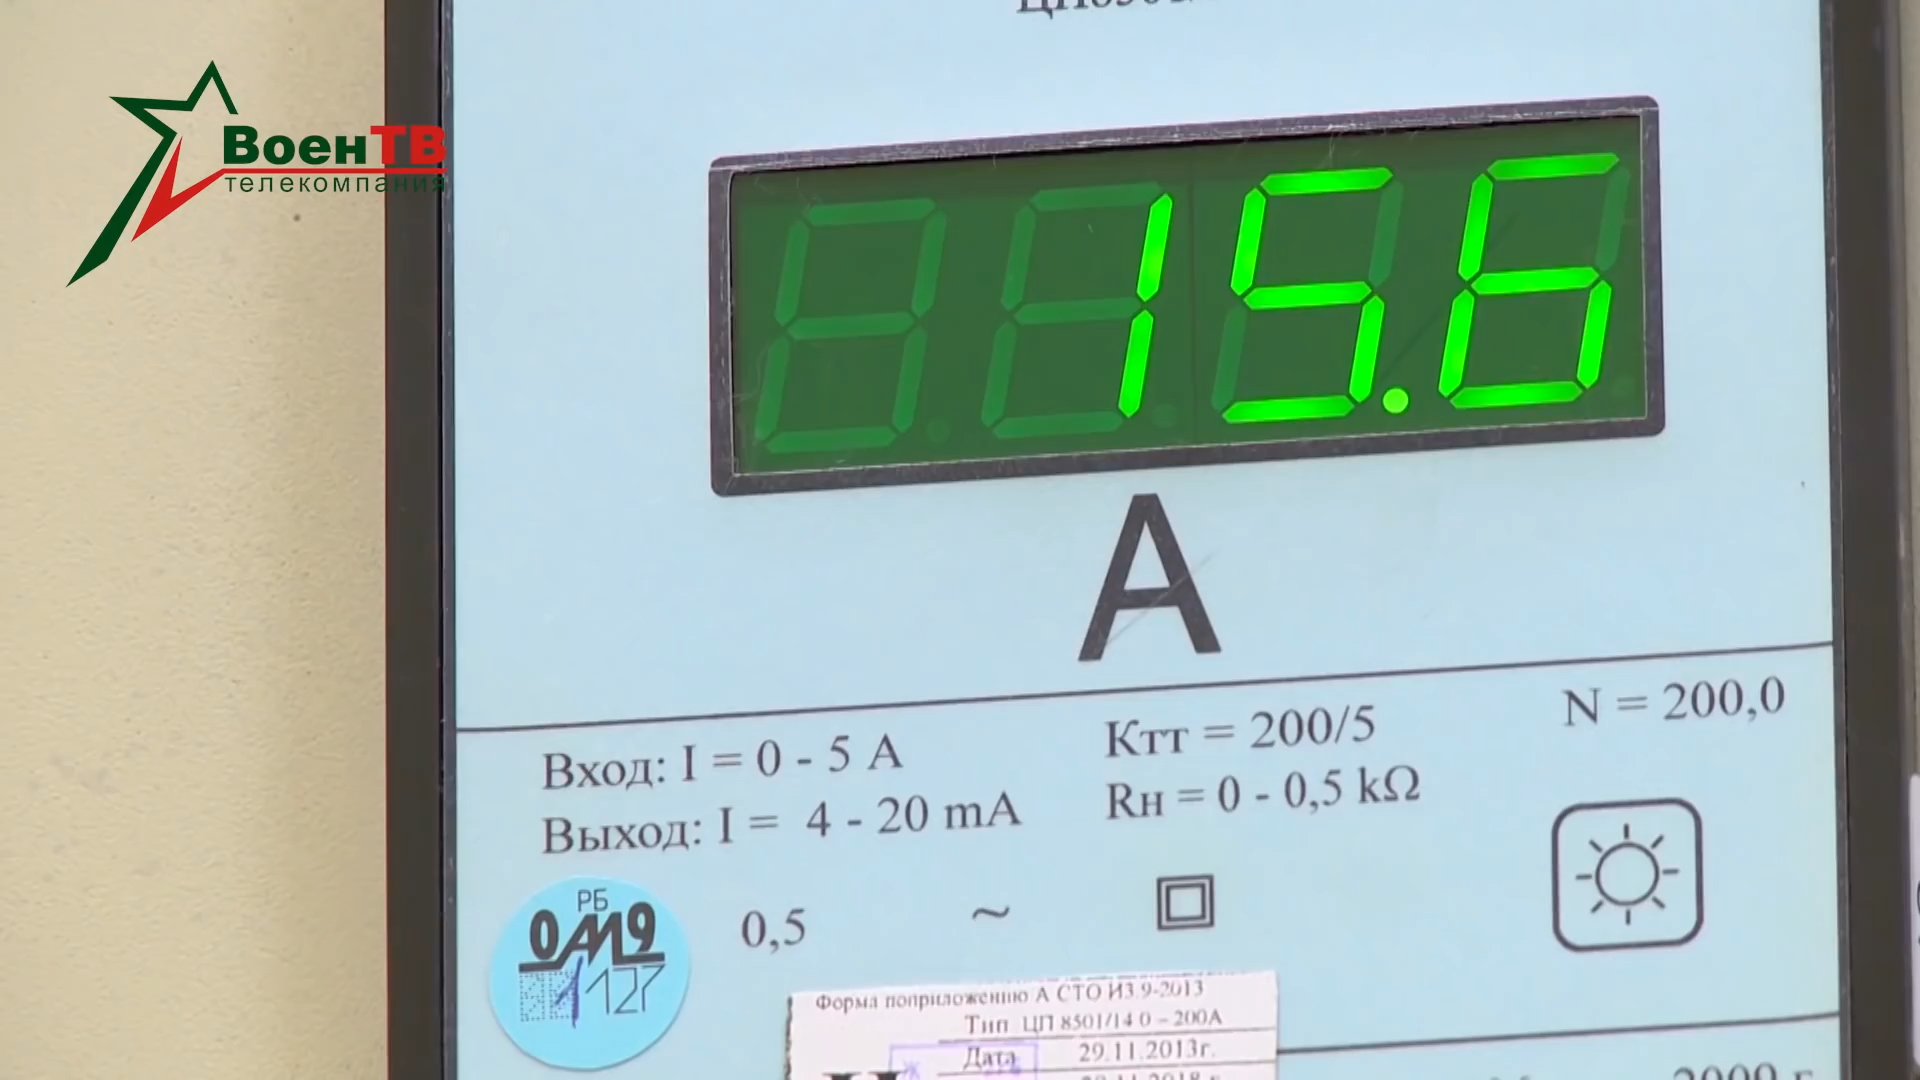 ВоенТВ
телекомпания
15.6
А
Вход: I = 0 - 5 А
Ктт = 200/5
N = 200,0
Выход: I = 4 - 20 mA
Rн = 0 - 0,5 kΩ
РБ
0,5
~
127
Форма поприложению А СТО ИЗ.9-2013
Тип ЦП 8501/14 0 – 200А
Дата 29.11.2013г.